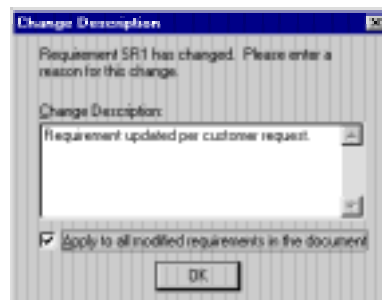 Change Description
Requirement SR1 has changed. Please enter a
reason for this change.
Change Description:
Requirement updated per customer request.
Apply to all modified requirements in the document
OK